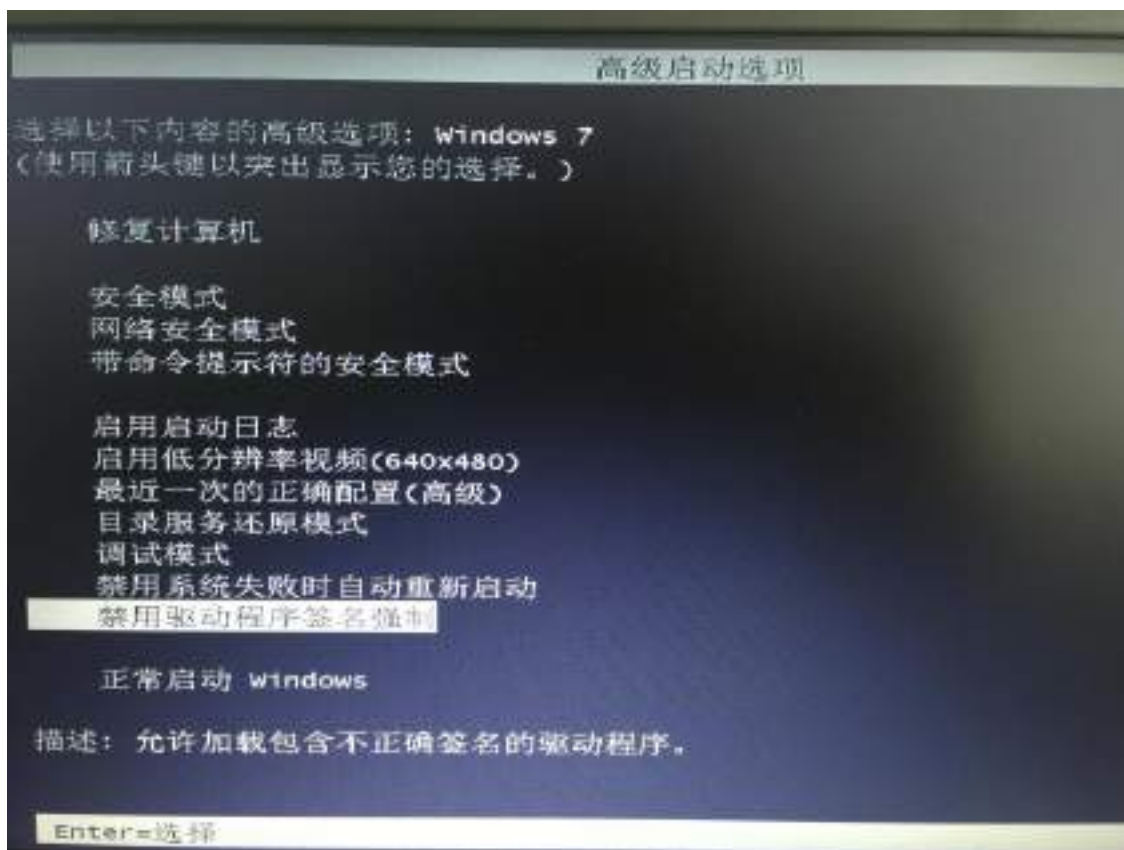 高级启动选项
选择以下内容的高级选项: Windows 7
(使用箭头键以突出显示您的选择。)
修复计算机
安全模式
网络安全模式
带命令提示符的安全模式
启用启动日志
启用低分辨率视频(640x480)
最近一次的正确配置(高级)
目录服务还原模式
调试模式
禁用系统失败时自动重新启动
禁用驱动程序签名强制
正常启动 Windows
描述: 允许加载包含不正确签名的驱动程序。
Enter=选择